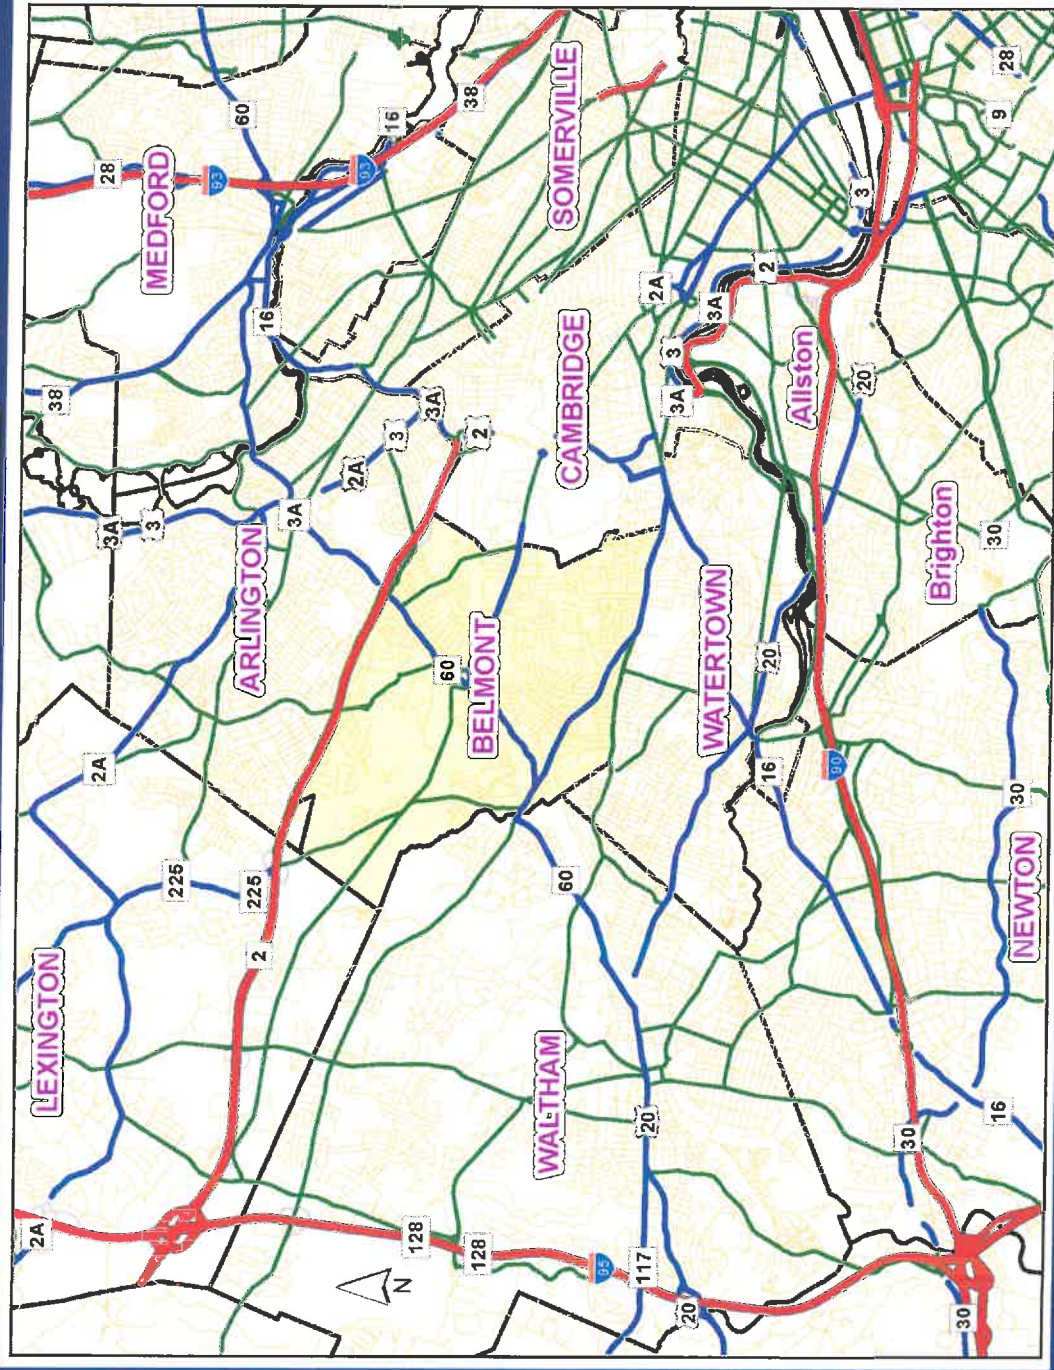 LEXINGTON
ARLINGTON
MEDFORD
SOMERVILLE
BELMONT
CAMBRIDGE
WALTHAM
WATERTOWN
Allston
Brighton
NEWTON
2A
225
225
2
2A
3A
3
38
28
60
93
93
16
38
16
3A
2A
3
3A
2
60
60
128
128
N
95
117
20
20
20
16
90
20
3A
3
3A
2A
2
3
28
9
30
30
30
16
30